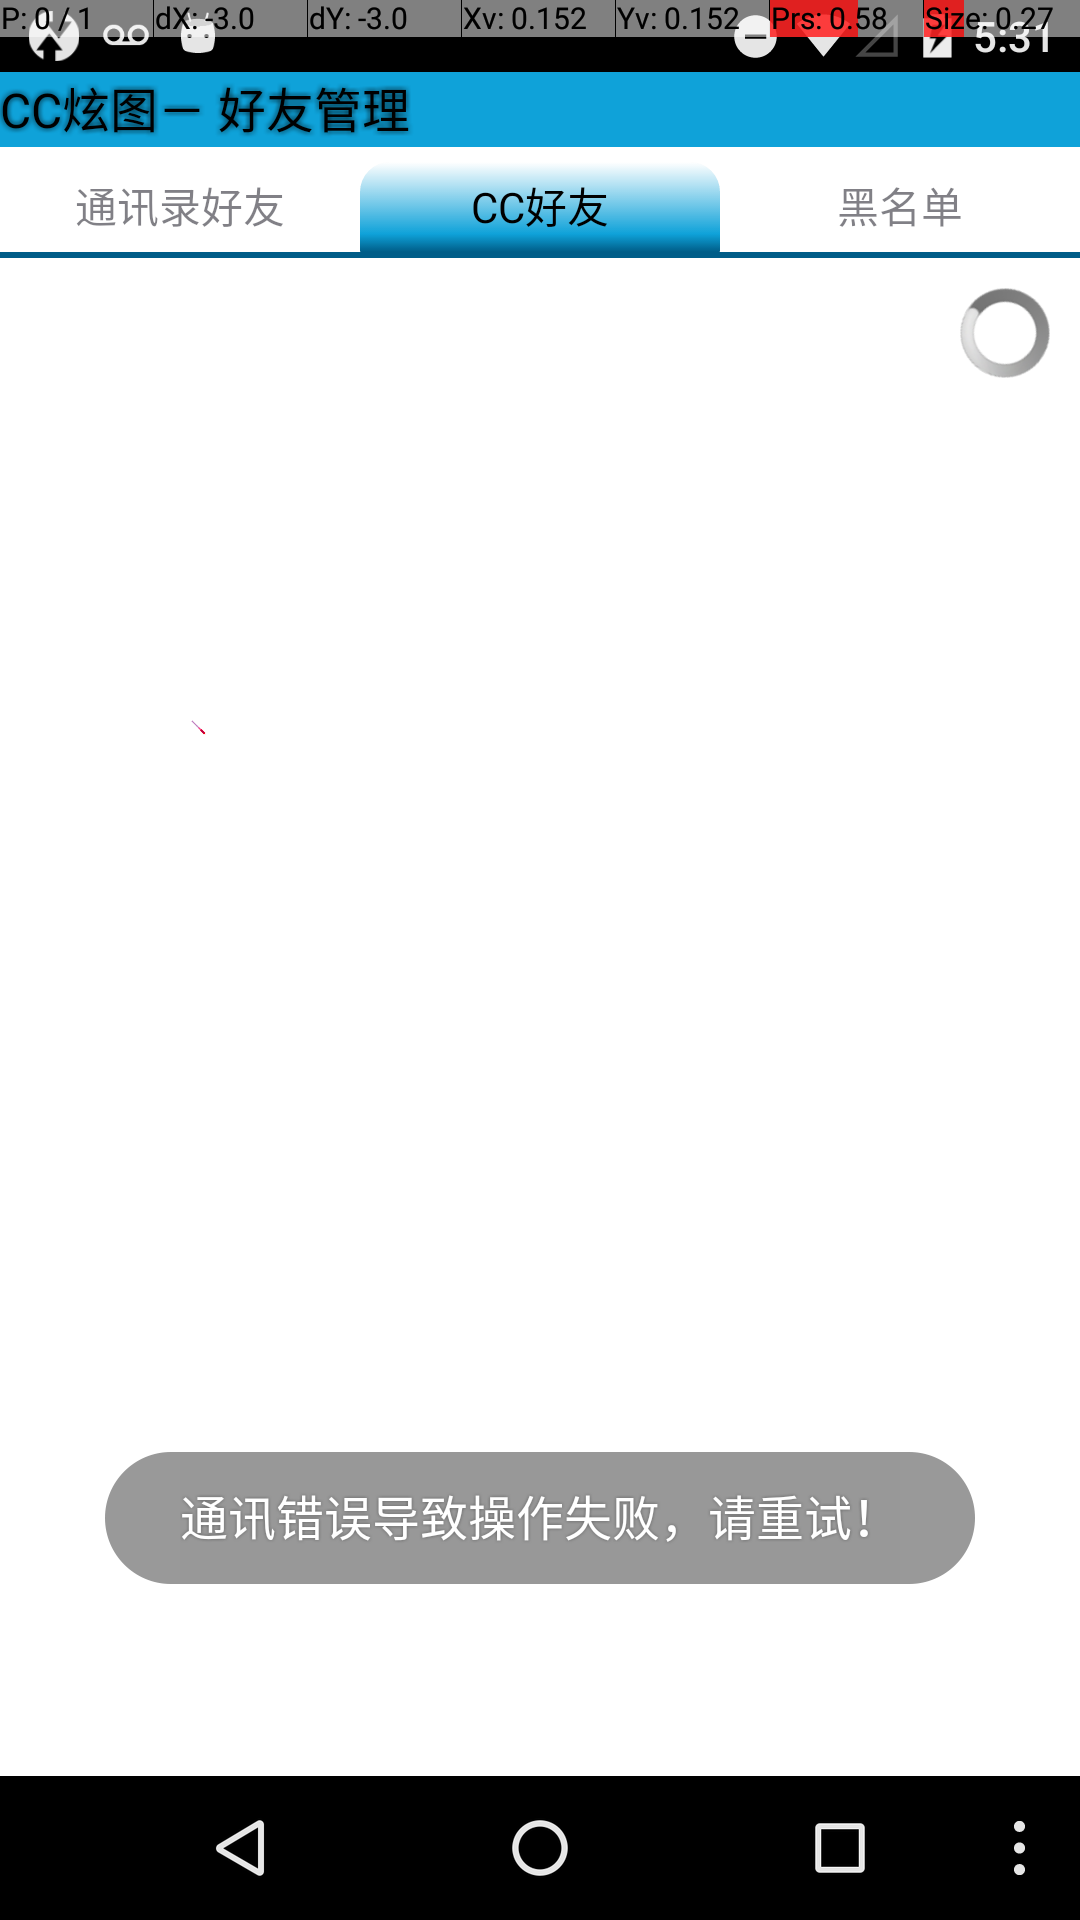 P: 0 / 1 dX: -3.0 dY: -3.0 Xv: 0.152 Yv: 0.152 Prs: 0.58 Size: 0.27
5:31
CC炫图－ 好友管理
通讯录好友 CC好友 黑名单
通讯错误导致操作失败，请重试！